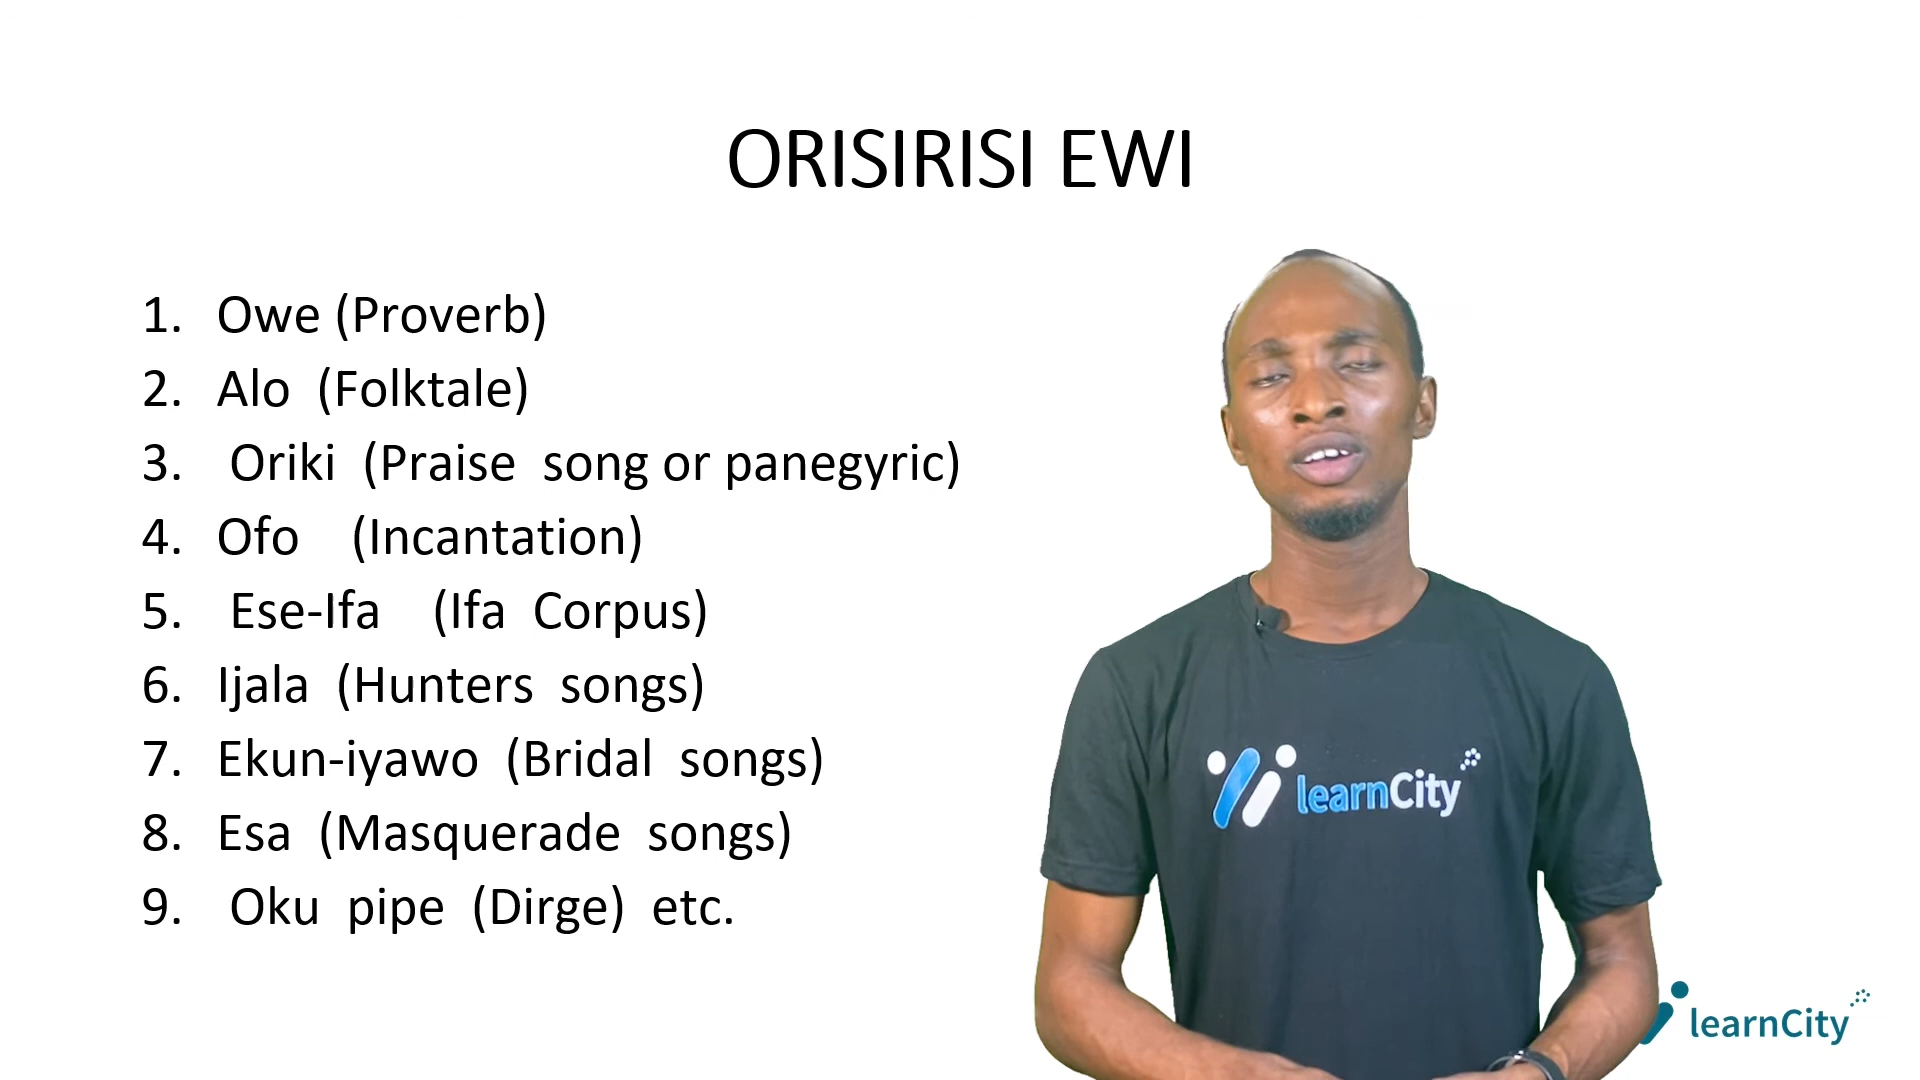 ORISIRISI EWI
1. Owe (Proverb)
2. Alo (Folktale)
3. Oriki (Praise song or panegyric)
4. Ofo (Incantation)
5. Ese-Ifa (Ifa Corpus)
6. Ijala (Hunters songs)
7. Ekun-iyawo (Bridal songs)
8. Esa (Masquerade songs)
9. Oku pipe (Dirge) etc.
learnCity
learnCity